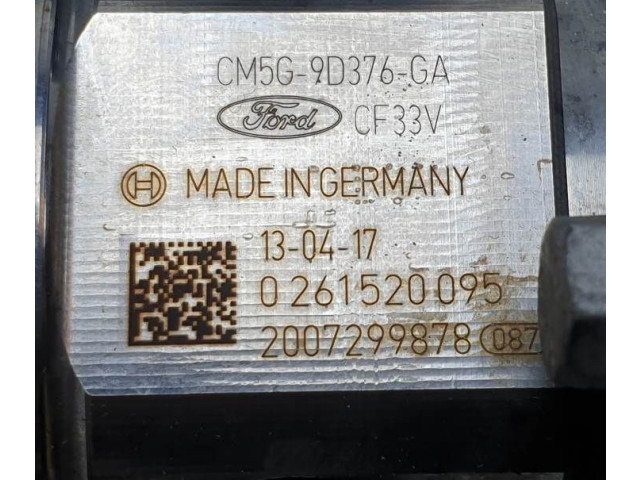 CM5G-9D376-GA
Ford CF33V
MADE IN GERMANY
13-04-17
0 261 520 095
2007299878 087